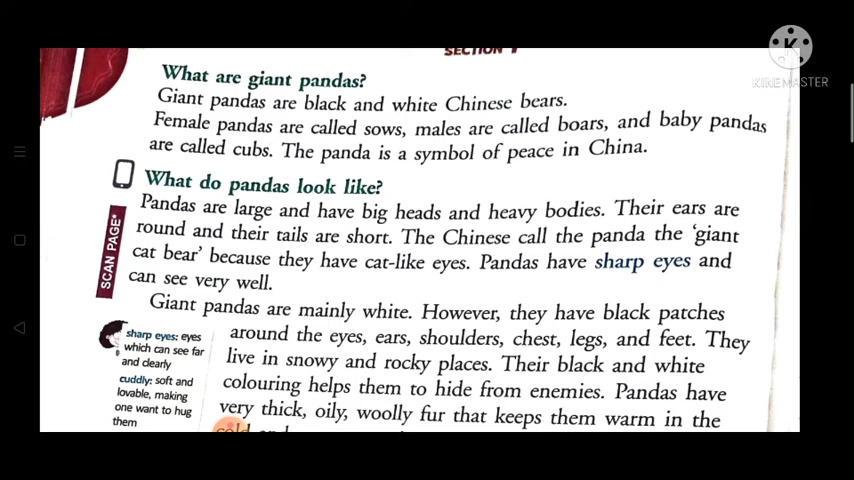 SECTION 1
K
KINEMASTER
What are giant pandas?
Giant pandas are black and white Chinese bears.
Female pandas are called sows, males are called boars, and baby pandas
are called cubs. The panda is a symbol of peace in China.
What do pandas look like?
Pandas are large and have big heads and heavy bodies. Their ears are
round and their tails are short. The Chinese call the panda the ‘giant
cat bear’ because they have cat-like eyes. Pandas have sharp eyes and
can see very well.
SCAN PAGE*
Giant pandas are mainly white. However, they have black patches
around the eyes, ears, shoulders, chest, legs, and feet. They
live in snowy and rocky places. Their black and white
colouring helps them to hide from enemies. Pandas have
very thick, oily, woolly fur that keeps them warm in the
cold
sharp eyes: eyes
which can see far
and clearly
cuddly: soft and
lovable, making
one want to hug
them